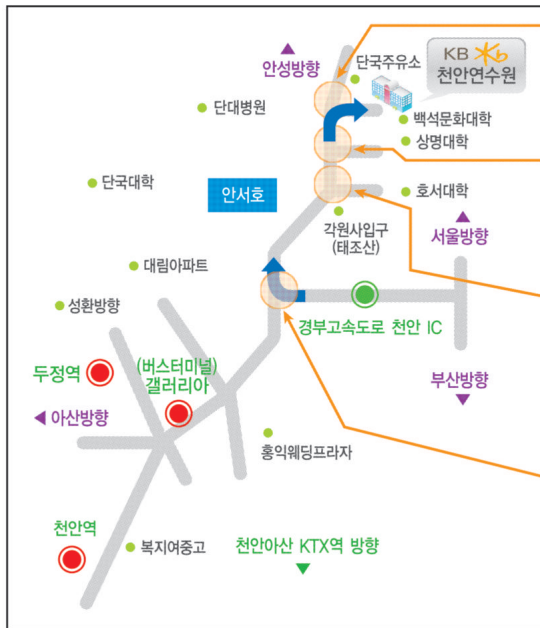 안성방향
단국주유소
KB
천안연수원
단대병원
백석문화대학
상명대학
단국대학
안서호
호서대학
각원사입구
(태조산)
서울방향
대림아파트
성환방향
경부고속도로 천안 IC
두정역
(버스터미널)
갤러리아
부산방향
아산방향
홍익웨딩프라자
천안역
복지여중고
천안아산 KTX역 방향